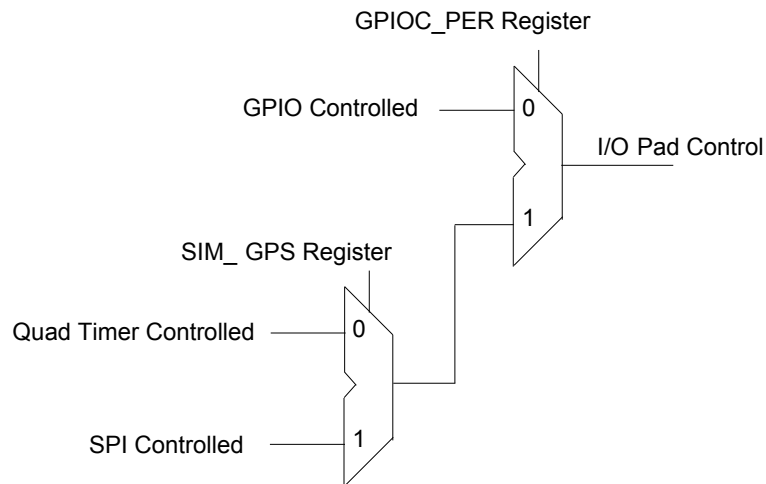 GPIOC_PER Register
GPIO Controlled
0
I/O Pad Control
1
SIM_ GPS Register
Quad Timer Controlled
0
SPI Controlled
1